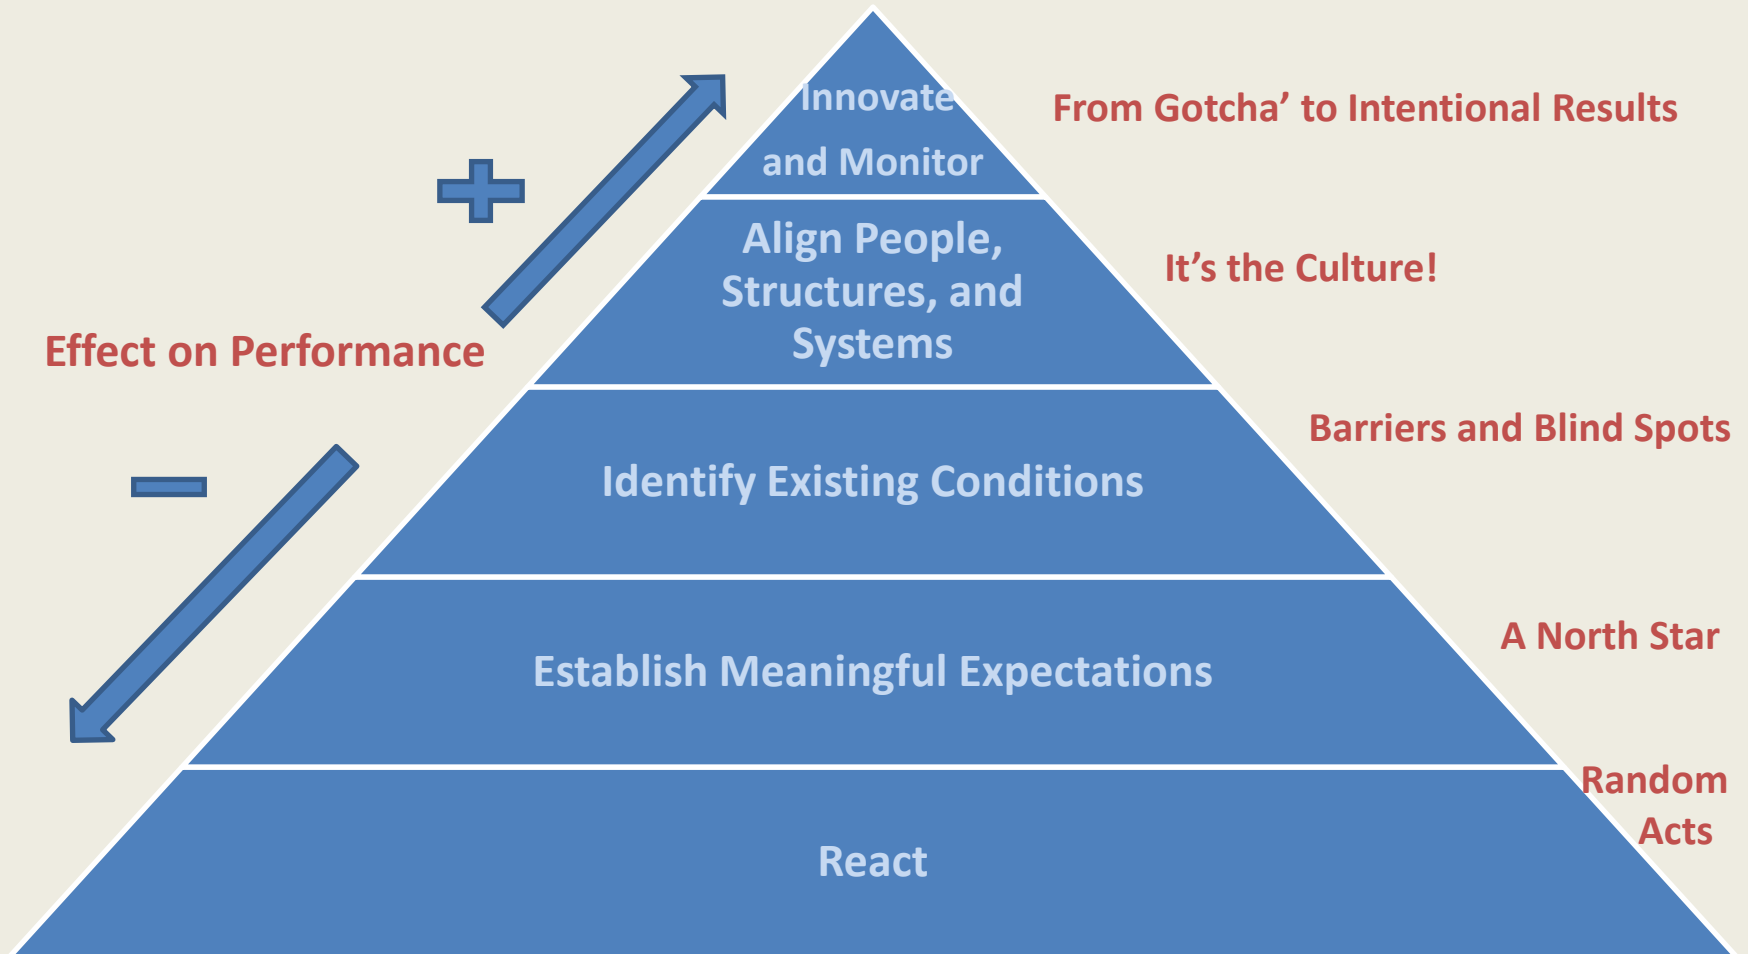 Innovate
and Monitor
From Gotcha’ to Intentional Results
Align People,
Structures, and
Systems
It’s the Culture!
Effect on Performance
Barriers and Blind Spots
Identify Existing Conditions
A North Star
Establish Meaningful Expectations
Random
Acts
React